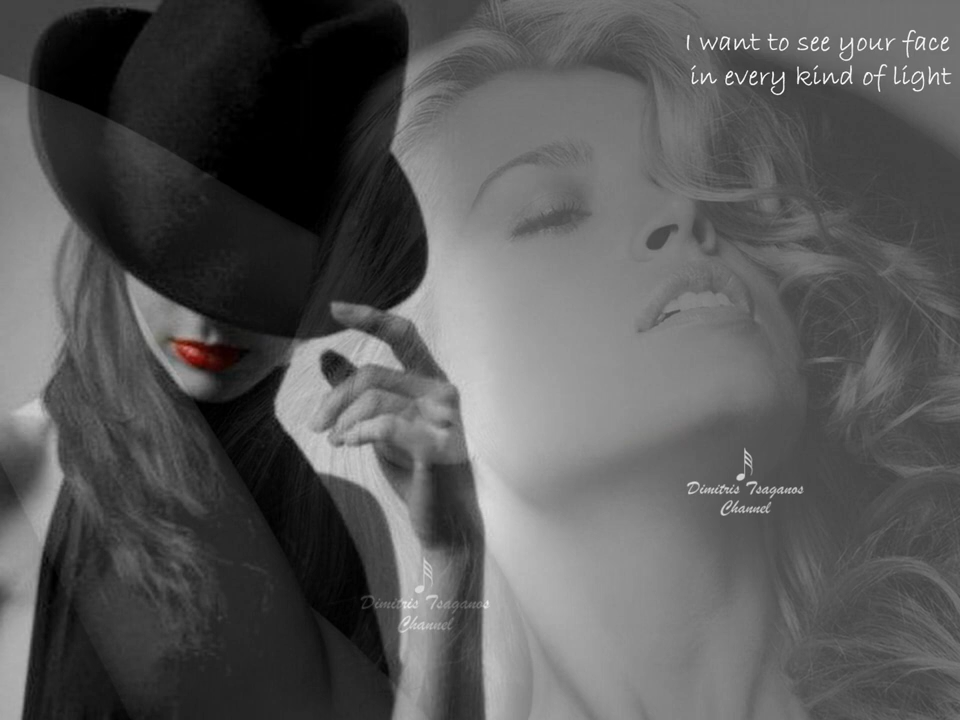 I want to see your face
in every kind of light
Dimitris Tsaganos
Channel
Dimitris Tsaganos
Channel